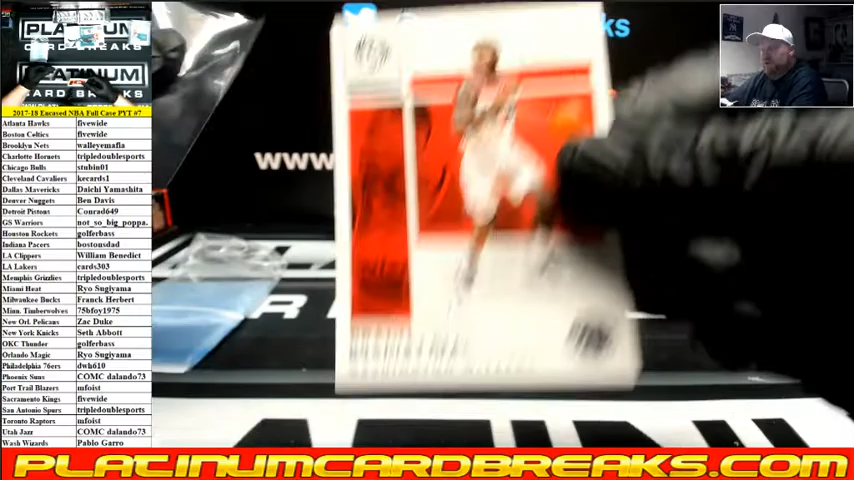 PLATINUM
CARD BREAKS
PLATINUM
CARD BREAKS
2017-18 Encased NBA Full Case PYT #7
Atlanta Hawks fivewide
Boston Celtics fivewide
Brooklyn Nets walleymafia
Charlotte Hornets tripledoublesports
Chicago Bulls stubin01
Cleveland Cavaliers kecards1
Dallas Mavericks Daichi Yamashita
Denver Nuggets Ben Davis
Detroit Pistons Conrad649
GS Warriors not_so_big_poppa.
Houston Rockets golferbass
Indiana Pacers bostonsdad
LA Clippers William Benedict
LA Lakers cards303
Memphis Grizzlies tripledoublesports
Miami Heat Ryo Sugiyama
Milwaukee Bucks Franck Herbert
Minn. Timberwolves 75bfoy1975
New Orl. Pelicans Zac Duke
New York Knicks Seth Abbott
OKC Thunder golferbass
Orlando Magic Ryo Sugiyama
Philadelphia 76ers dwh610
Phoenix Suns COMC dalando73
Port Trail Blazers mfoist
Sacramento Kings fivewide
San Antonio Spurs tripledoublesports
Toronto Raptors mfoist
Utah Jazz COMC dalando73
Wash Wizards Pablo Garro
www.
PLATINUMCARDBREAKS.COM